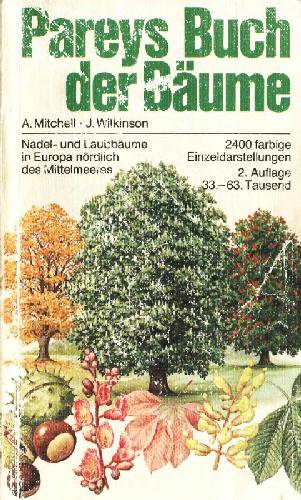 Pareys Buch
der Bäume
A. Mitchell · J. Wilkinson
Nadel- und Laubbäume
in Europa nördlich
des Mittelmeeres
2400 farbige
Einzeldarstellungen
2. Auflage
33.–63. Tausend